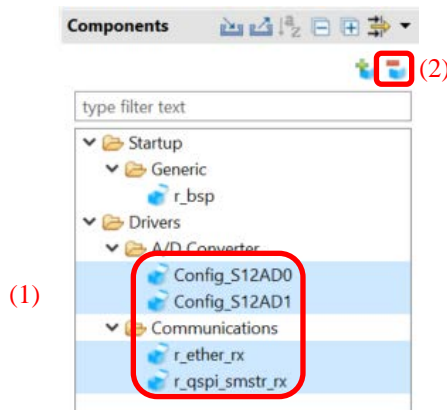 Components
(2)
type filter text
Startup
Generic
r_bsp
Drivers
A/D Converter
Config_S12AD0
Config_S12AD1
(1)
Communications
r_ether_rx
r_qspi_smstr_rx